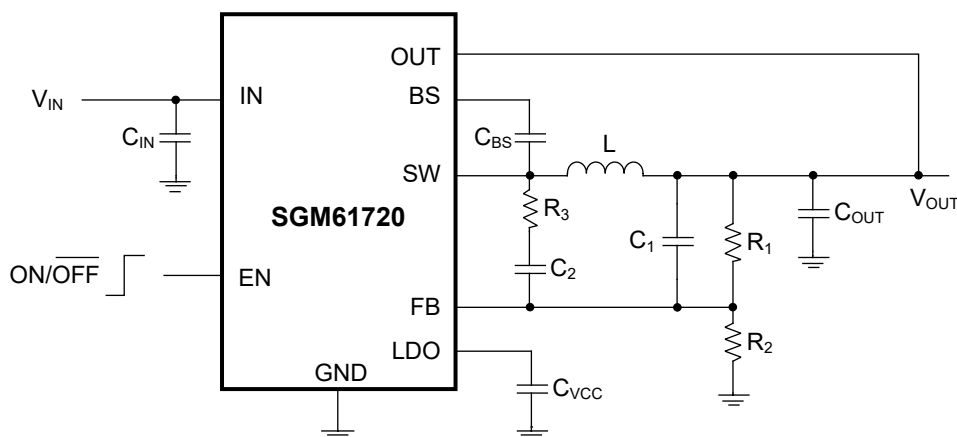 OUT
V_IN
IN
BS
C_IN
C_BS
L
SW
V_OUT
R_3
C_OUT
SGM61720
C_1
R_1
ON/OFF
EN
C_2
FB
R_2
LDO
GND
C_VCC